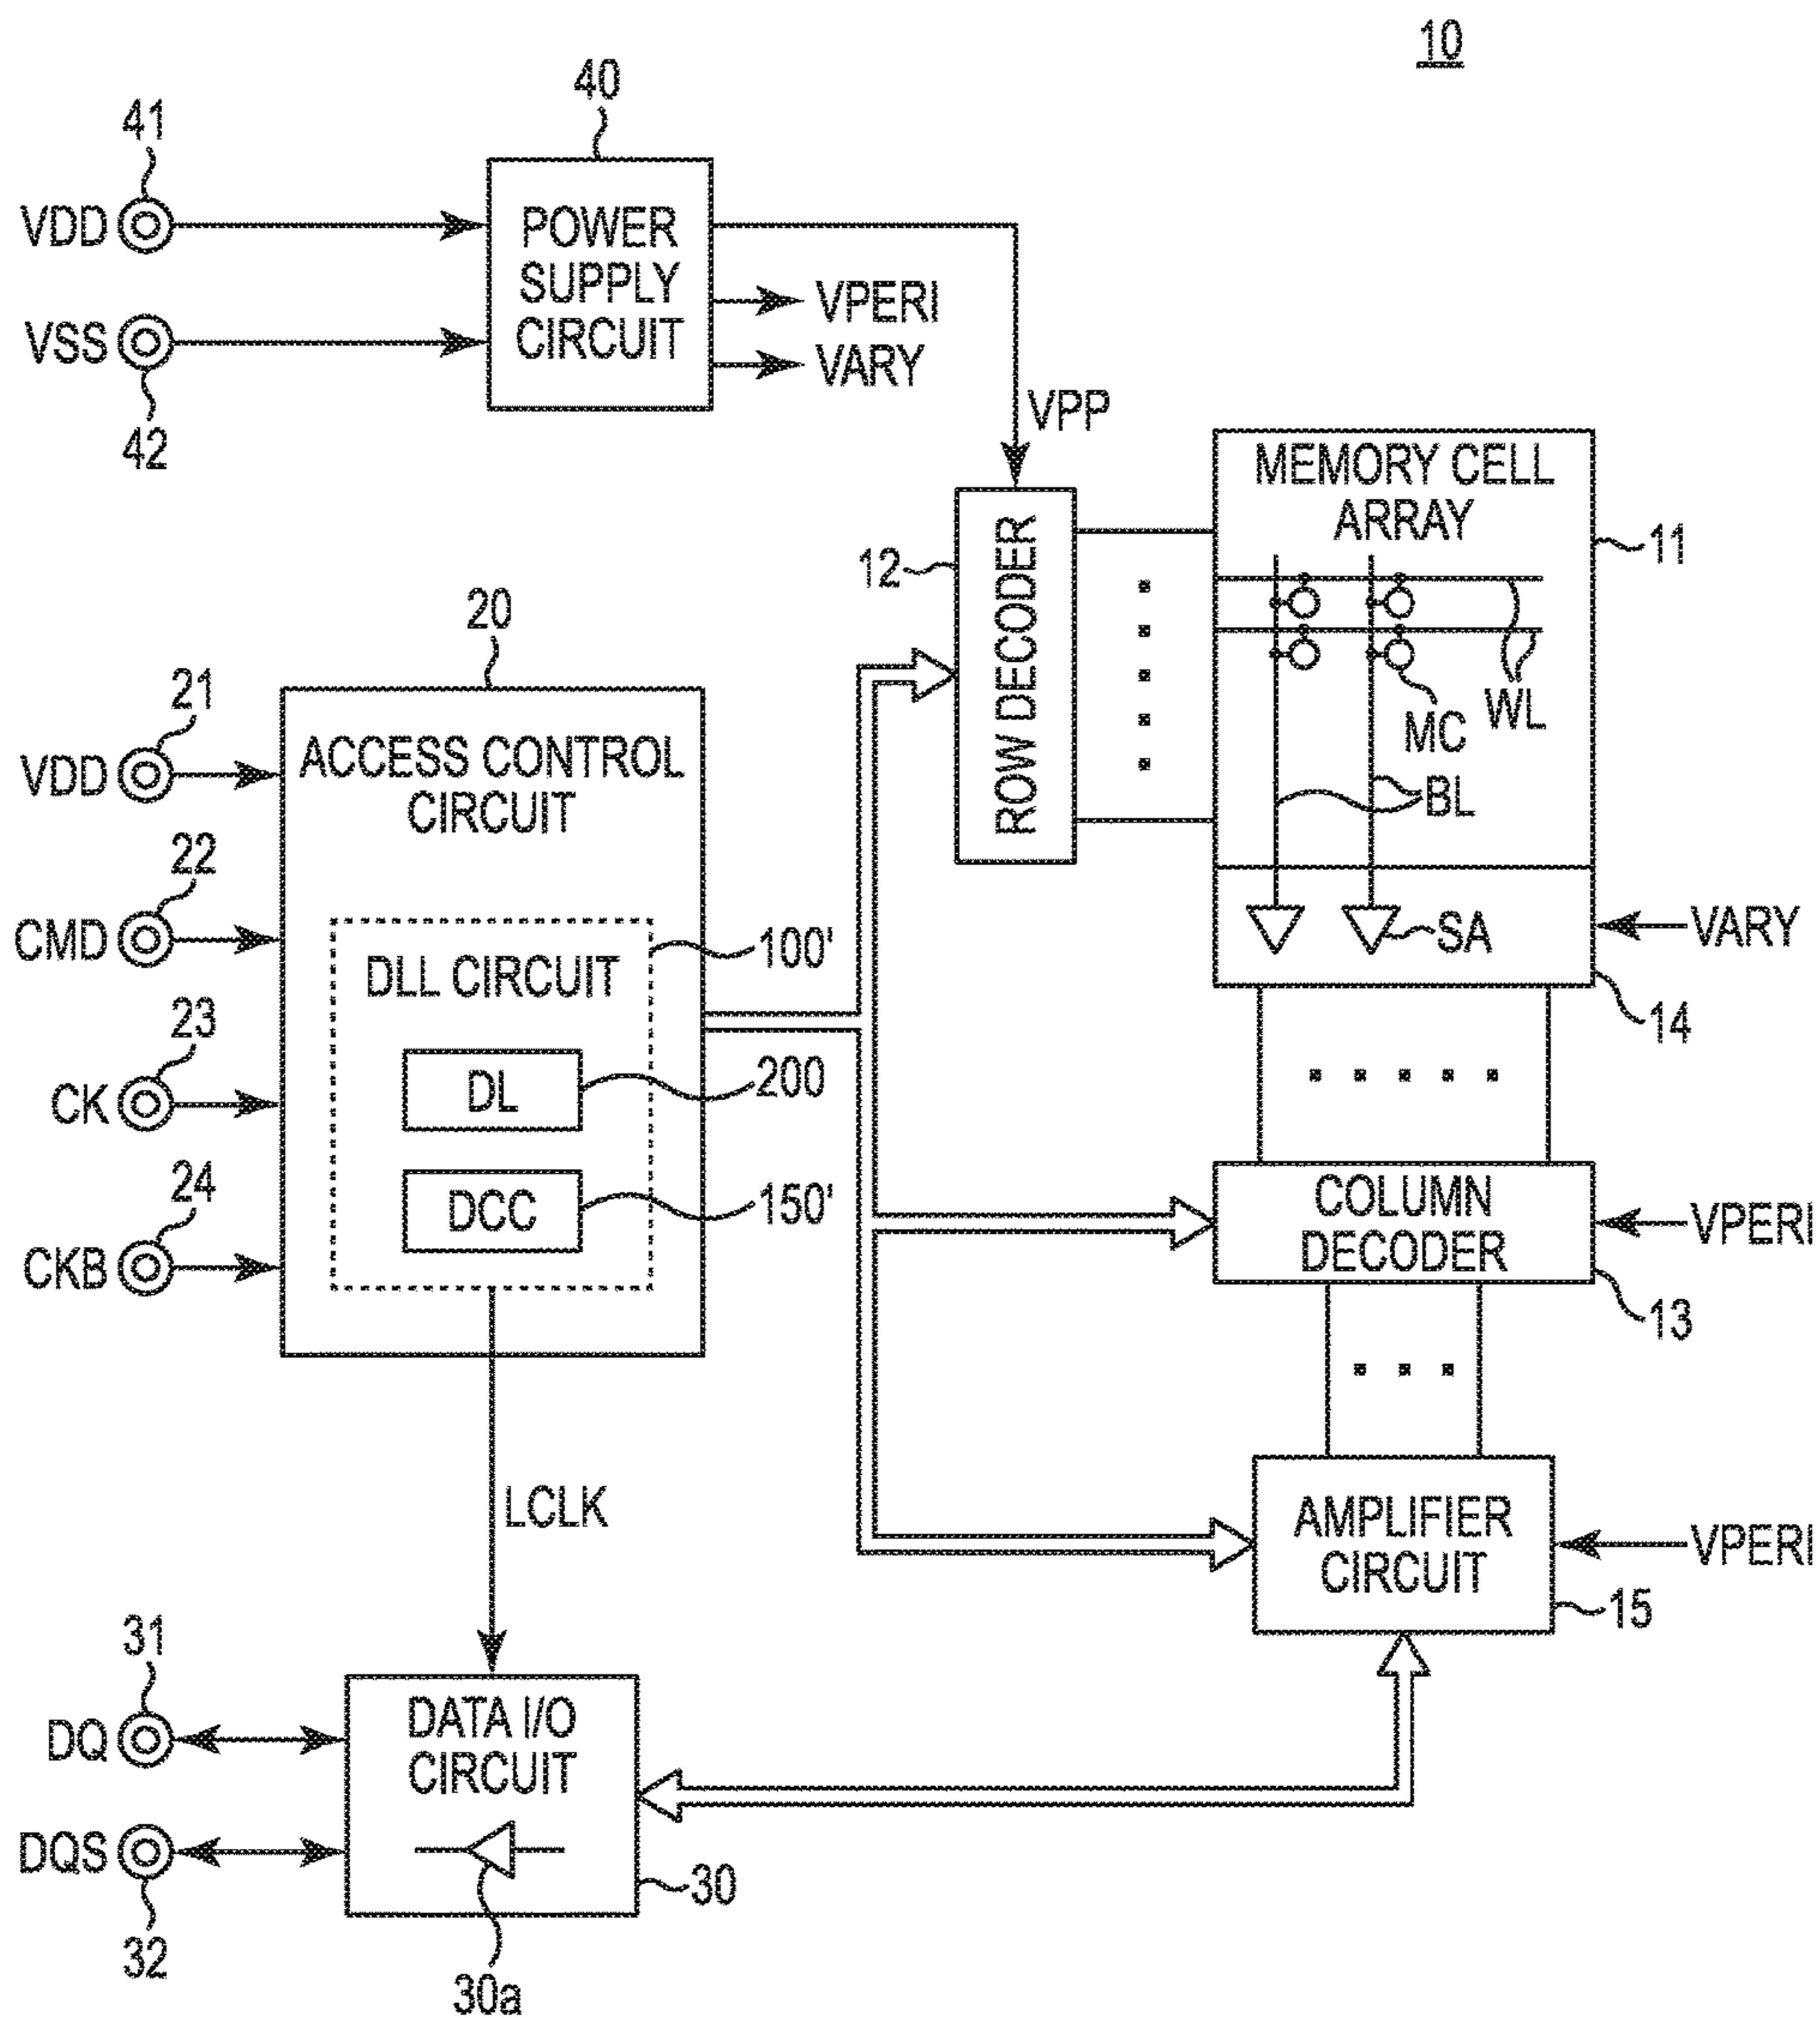 10
40
41
VDD
POWER
SUPPLY
CIRCUIT
VPERI
VSS
VARY
42
VPP
MEMORY CELL
ARRAY
11
12
ROW DECODER
20
21
VDD
ACCESS CONTROL
CIRCUIT
WL
MC
BL
22
CMD
100'
DLL CIRCUIT
SA
VARY
14
23
CK
DL
200
24
CKB
DCC
150'
COLUMN
DECODER
VPERI
13
LCLK
AMPLIFIER
CIRCUIT
VPERI
15
31
DQ
DATA I/O
CIRCUIT
DQS
30
32
30a